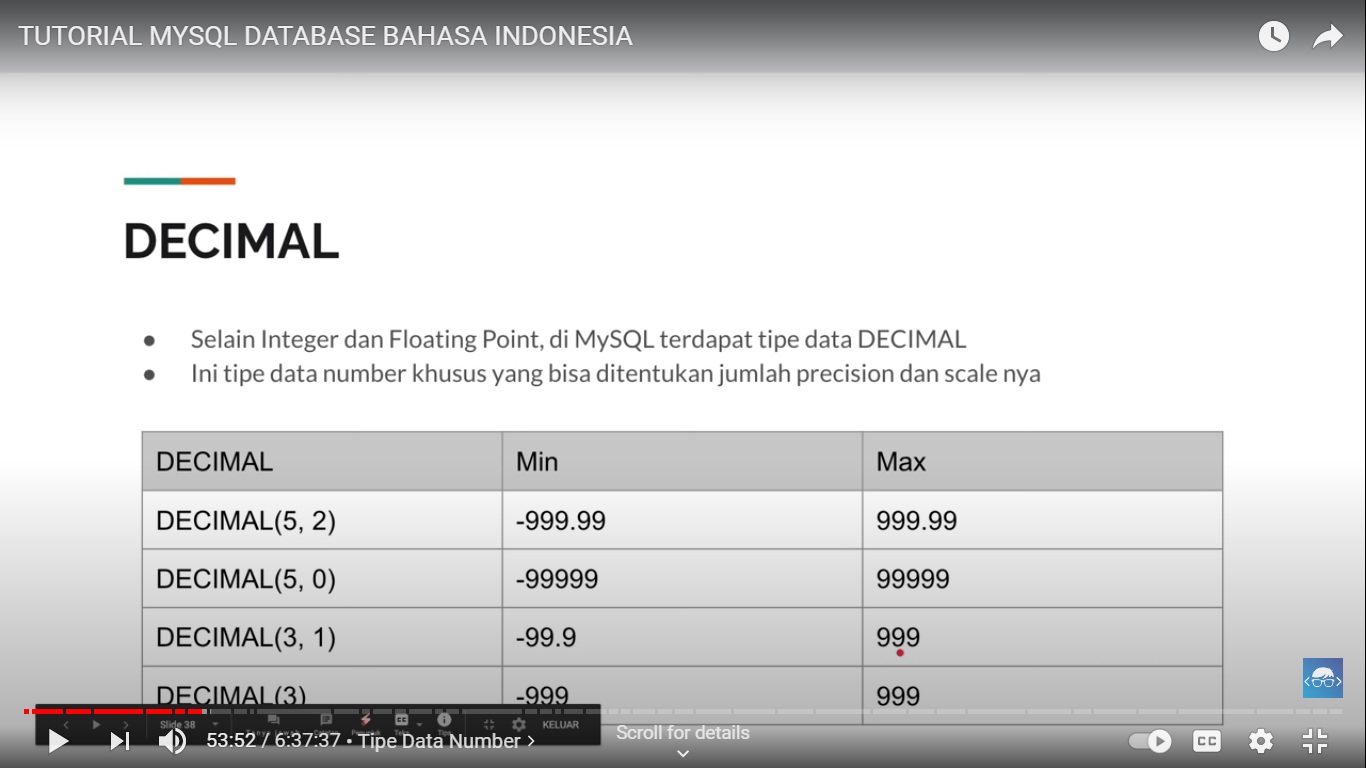 TUTORIAL MYSQL DATABASE BAHASA INDONESIA
DECIMAL
● Selain Integer dan Floating Point, di MySQL terdapat tipe data DECIMAL
● Ini tipe data number khusus yang bisa ditentukan jumlah precision dan scale nya
DECIMAL Min Max
DECIMAL(5, 2) -999.99 999.99
DECIMAL(5, 0) -99999 99999
DECIMAL(3, 1) -99.9 999
DECIMAL(3) -999 999
Slide 38 KELUAR
53:52 / 6:37:37 • Tipe Data Number
Scroll for details
CC